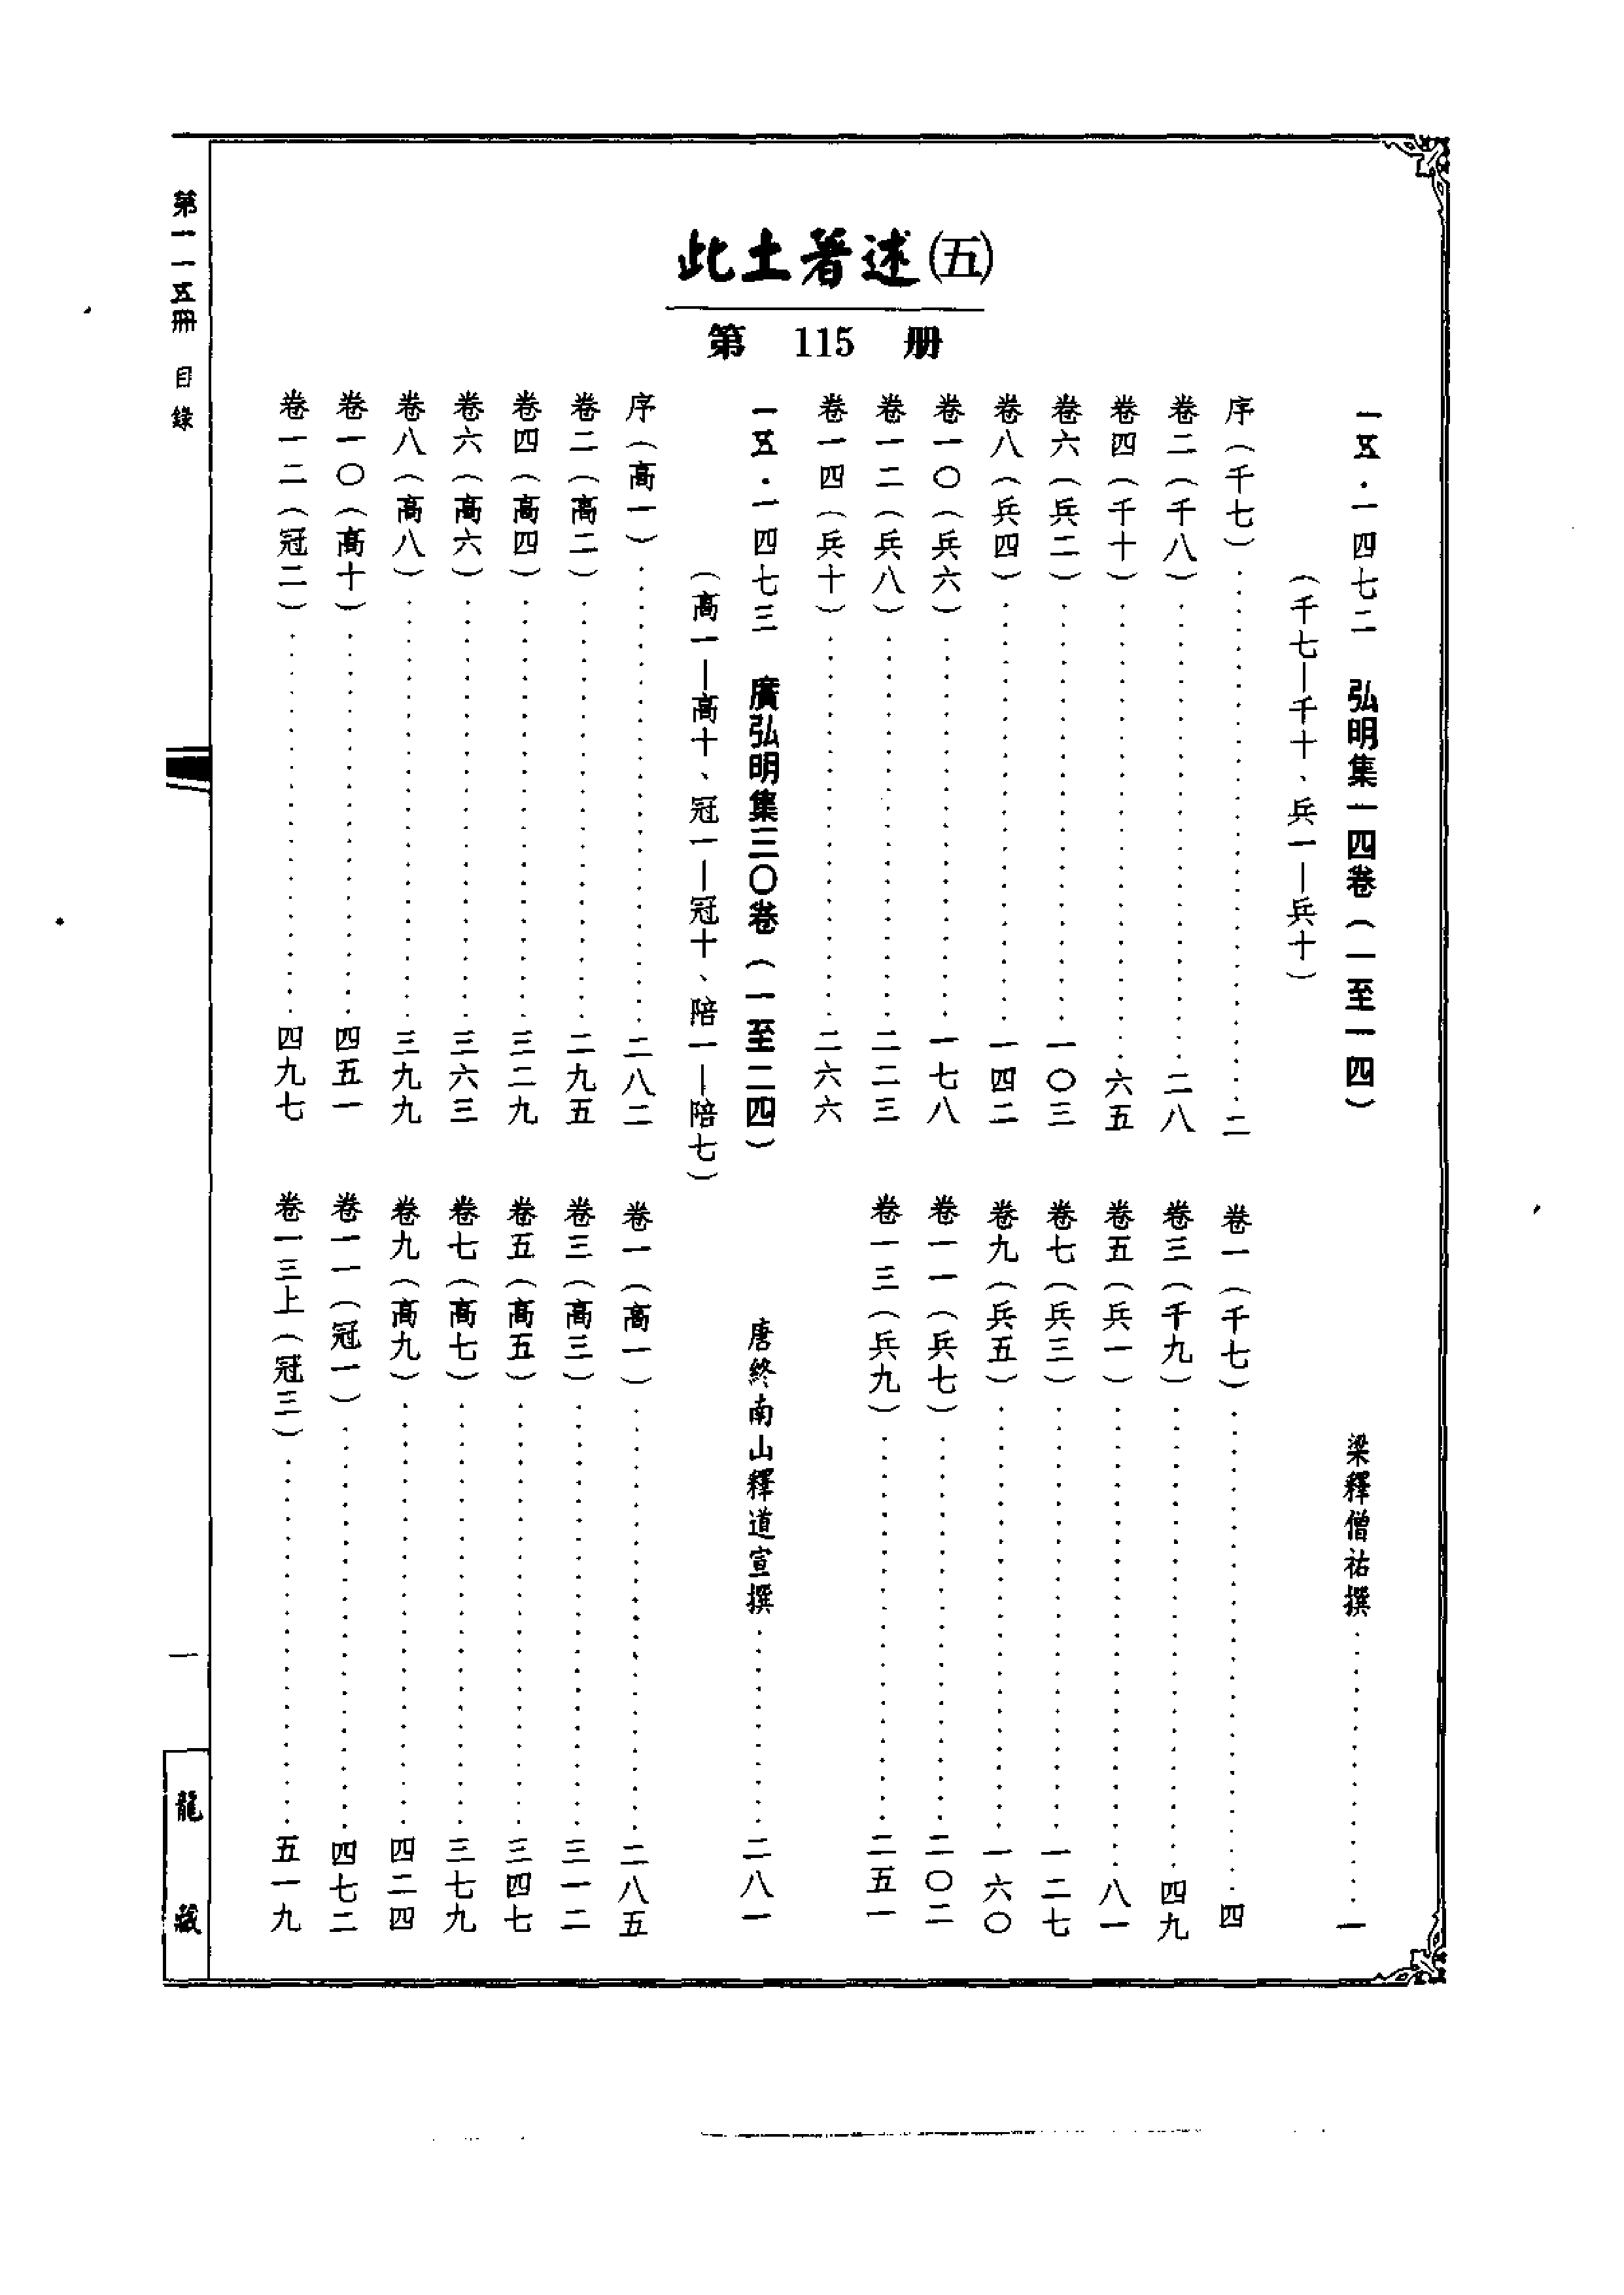 此土著述(五)
第 115 册
一五·一四七二 弘明集一四卷(一至一四) 梁釋僧祐撰……一
(千七—千十、兵一—兵十)
序(千七)……二 卷一(千七)……四
卷二(千八)……二八 卷三(千九)……四九
卷四(千十)……六五 卷五(兵一)……八一
卷六(兵二)……一〇三 卷七(兵三)……一二七
卷八(兵四)……一四二 卷九(兵五)……一六〇
卷一〇(兵六)……一七八 卷一一(兵七)……二〇二
卷一二(兵八)……二二三 卷一三(兵九)……二五一
卷一四(兵十)……二六六
一五·一四七三 廣弘明集三〇卷(一至二四) 唐終南山釋道宣撰……二八一
(高一—高十、冠一—冠十、陪一—陪七)
序(高一)……二八二 卷一(高一)……二八五
卷二(高二)……二九五 卷三(高三)……三一二
卷四(高四)……三二九 卷五(高五)……三四七
卷六(高六)……三六三 卷七(高七)……三七九
卷八(高八)……三九九 卷九(高九)……四二四
卷一〇(高十)……四五一 卷一一(冠一)……四七二
卷一二(冠二)……四九七 卷一三上(冠三)……五一九
第一一五冊 目錄
一
龍藏